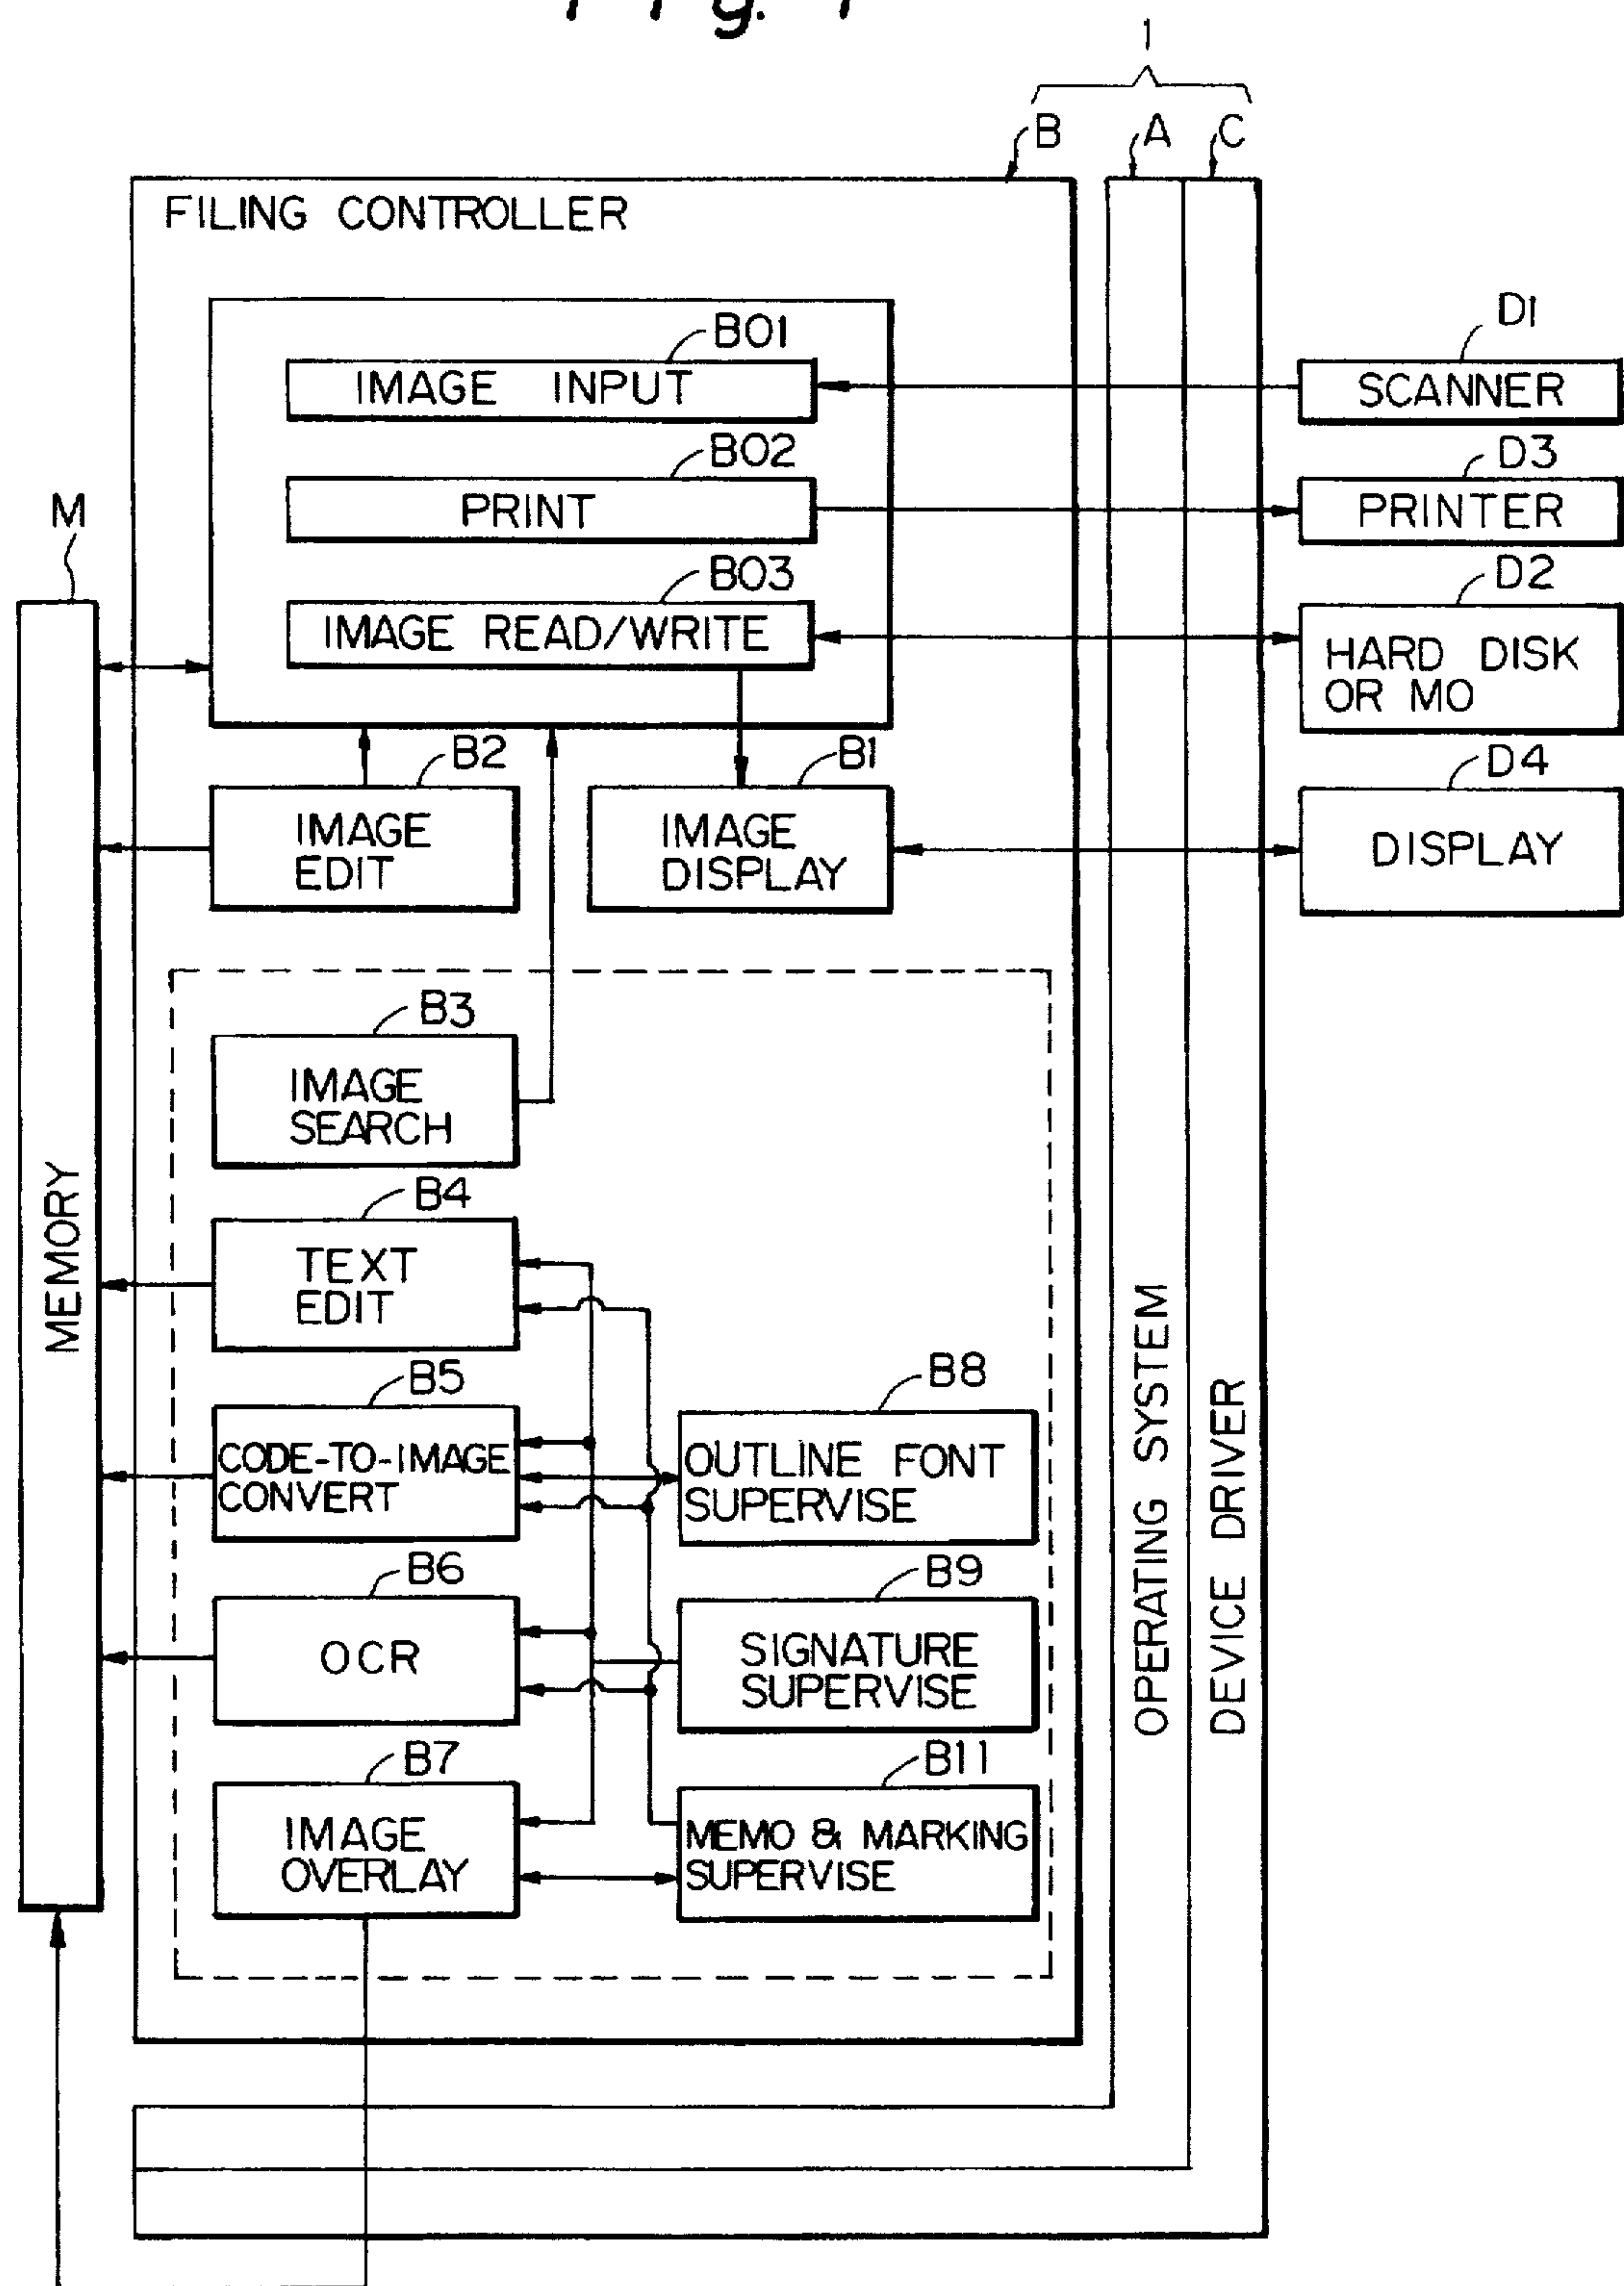 Fig. 1
1
B
A
C
FILING CONTROLLER
B01
IMAGE INPUT
D1
SCANNER
B02
PRINT
D3
PRINTER
M
B03
IMAGE READ/WRITE
D2
HARD DISK
OR MO
B2
IMAGE
EDIT
B1
IMAGE
DISPLAY
D4
DISPLAY
B3
IMAGE
SEARCH
MEMORY
B4
TEXT
EDIT
B5
CODE-TO-IMAGE
CONVERT
B8
OUTLINE FONT
SUPERVISE
OPERATING SYSTEM
DEVICE DRIVER
B6
OCR
B9
SIGNATURE
SUPERVISE
B7
IMAGE
OVERLAY
B11
MEMO & MARKING
SUPERVISE